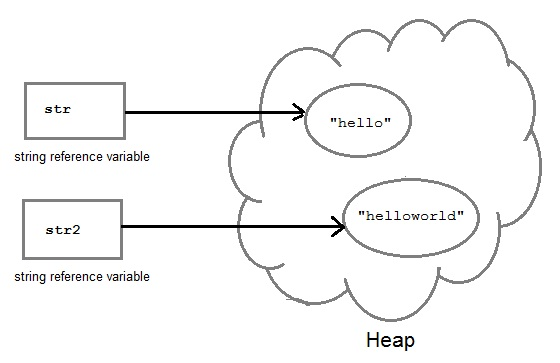 str
"hello"
string reference variable
str2
"helloworld"
string reference variable
Heap